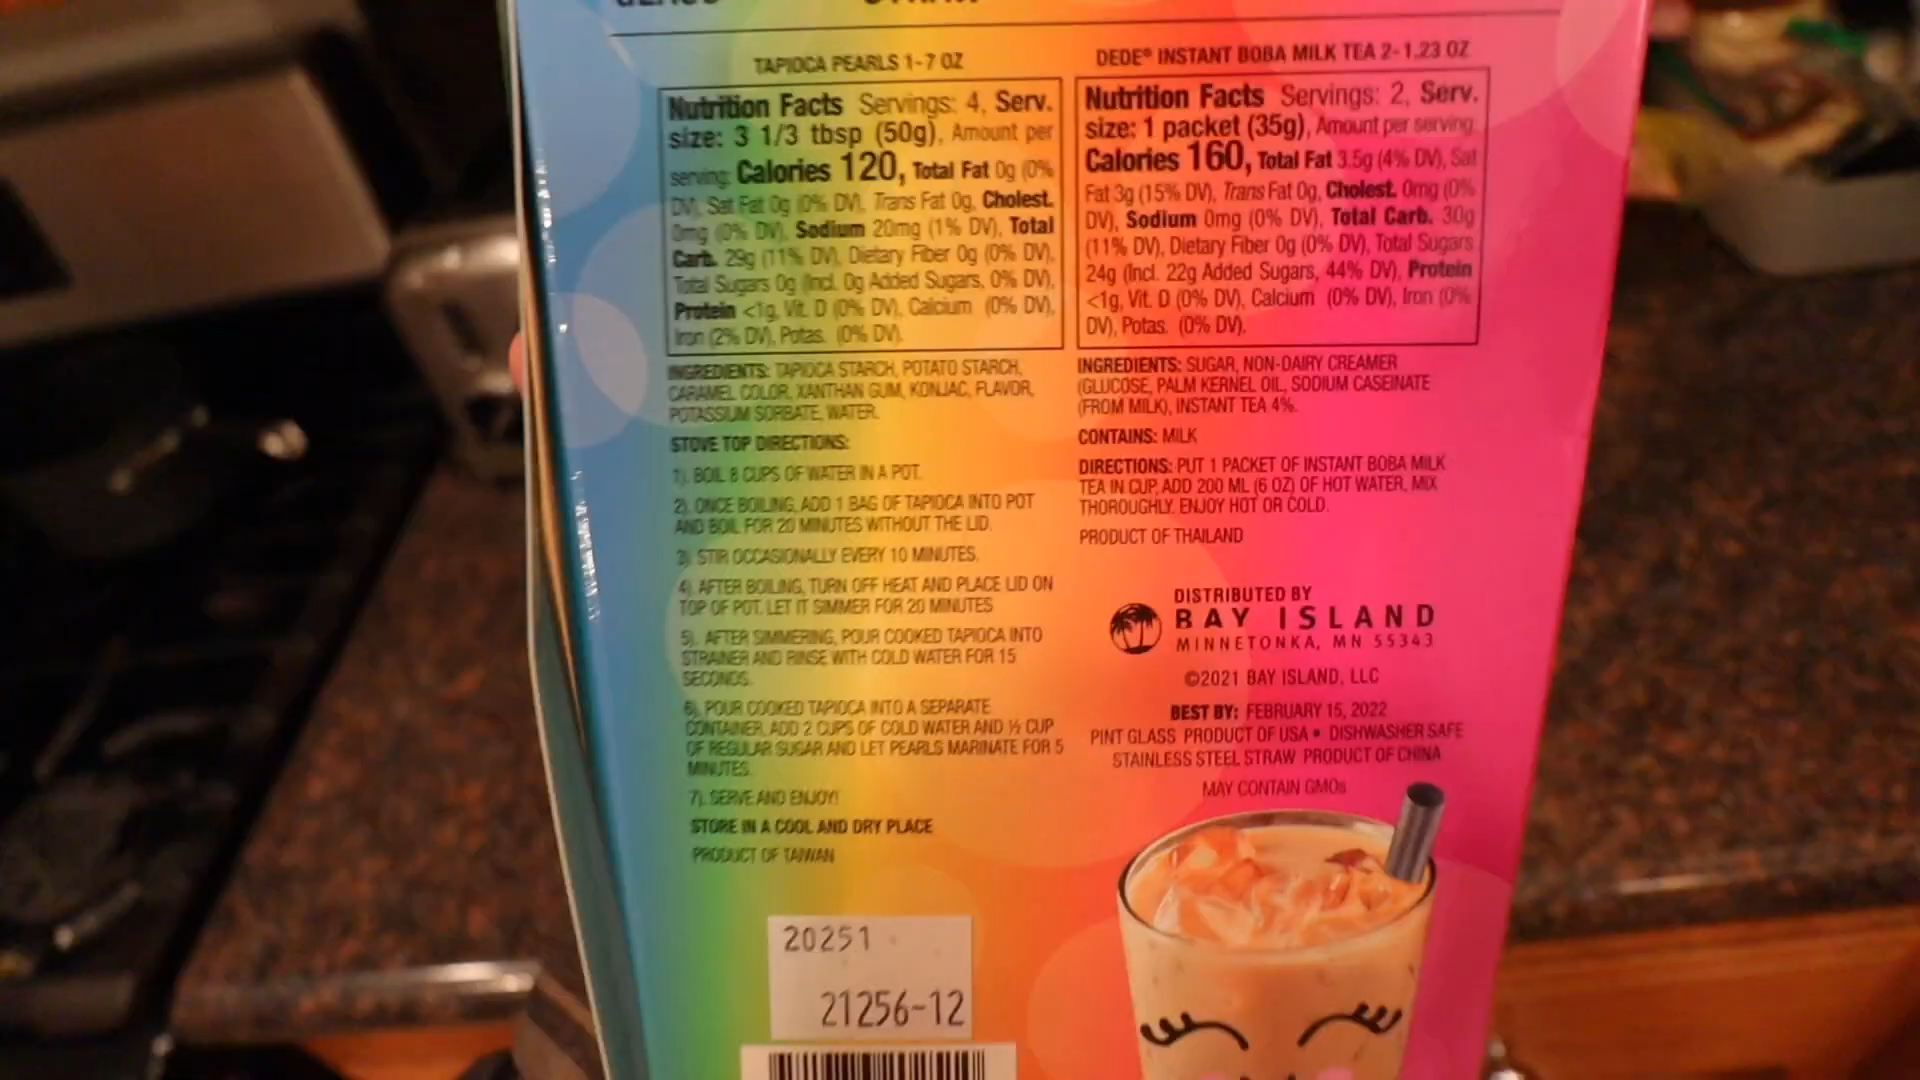 TAPIOCA PEARLS 1-7 OZ
Nutrition Facts Servings: 4, Serv.
size: 3 1/3 tbsp (50g), Amount per
serving: Calories 120, Total Fat 0g (0%
DV), Sat Fat 0g (0% DV), Trans Fat 0g, Cholest.
0mg (0% DV), Sodium 20mg (1% DV), Total
Carb. 29g (11% DV), Dietary Fiber 0g (0% DV),
Total Sugars 0g (Incl. 0g Added Sugars, 0% DV),
Protein <1g, Vit. D (0% DV), Calcium (0% DV),
Iron (2% DV), Potas. (0% DV).
INGREDIENTS: TAPIOCA STARCH, POTATO STARCH,
CARAMEL COLOR, XANTHAN GUM, KONJAC, FLAVOR,
POTASSIUM SORBATE, WATER.
STOVE TOP DIRECTIONS:
1). BOIL 8 CUPS OF WATER IN A POT.
2). ONCE BOILING, ADD 1 BAG OF TAPIOCA INTO POT
AND BOIL FOR 20 MINUTES WITHOUT THE LID.
3). STIR OCCASIONALLY EVERY 10 MINUTES.
4). AFTER BOILING, TURN OFF HEAT AND PLACE LID ON
TOP OF POT. LET IT SIMMER FOR 20 MINUTES
5). AFTER SIMMERING, POUR COOKED TAPIOCA INTO
STRAINER AND RINSE WITH COLD WATER FOR 15
SECONDS.
6). POUR COOKED TAPIOCA INTO A SEPARATE
CONTAINER, ADD 2 CUPS OF COLD WATER AND ½ CUP
OF REGULAR SUGAR AND LET PEARLS MARINATE FOR 5
MINUTES.
7). SERVE AND ENJOY!
STORE IN A COOL AND DRY PLACE
PRODUCT OF TAIWAN
20251
21256-12
DEDE® INSTANT BOBA MILK TEA 2-1.23 OZ
Nutrition Facts Servings: 2, Serv.
size: 1 packet (35g), Amount per serving:
Calories 160, Total Fat 3.5g (4% DV), Sat
Fat 3g (15% DV), Trans Fat 0g, Cholest. 0mg (0%
DV), Sodium 0mg (0% DV), Total Carb. 30g
(11% DV), Dietary Fiber 0g (0% DV), Total Sugars
24g (Incl. 22g Added Sugars, 44% DV), Protein
<1g, Vit. D (0% DV), Calcium (0% DV), Iron (0%
DV), Potas. (0% DV).
INGREDIENTS: SUGAR, NON-DAIRY CREAMER
(GLUCOSE, PALM KERNEL OIL, SODIUM CASEINATE
(FROM MILK), INSTANT TEA 4%.
CONTAINS: MILK
DIRECTIONS: PUT 1 PACKET OF INSTANT BOBA MILK
TEA IN CUP, ADD 200 ML (6 OZ) OF HOT WATER, MIX
THOROUGHLY. ENJOY HOT OR COLD.
PRODUCT OF THAILAND
DISTRIBUTED BY
BAY ISLAND
MINNETONKA, MN 55343
©2021 BAY ISLAND, LLC
BEST BY: FEBRUARY 15, 2022
PINT GLASS PRODUCT OF USA • DISHWASHER SAFE
STAINLESS STEEL STRAW PRODUCT OF CHINA
MAY CONTAIN GMOs